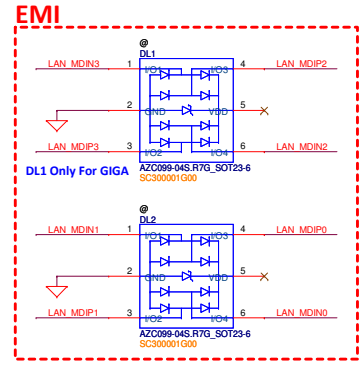 EMI
@
DL1
LAN_MDIN3 1 I/O1 I/O3 4 LAN_MDIP2
2 GND VDD 5
LAN_MDIP3 3 I/O2 I/O4 6 LAN_MDIN2
DL1 Only For GIGA
AZC099-04S.R7G_SOT23-6
SC300001G00
@
DL2
LAN_MDIN1 1 I/O1 I/O3 4 LAN_MDIP0
2 GND VDD 5
LAN_MDIP1 3 I/O2 I/O4 6 LAN_MDIN0
AZC099-04S.R7G_SOT23-6
SC300001G00